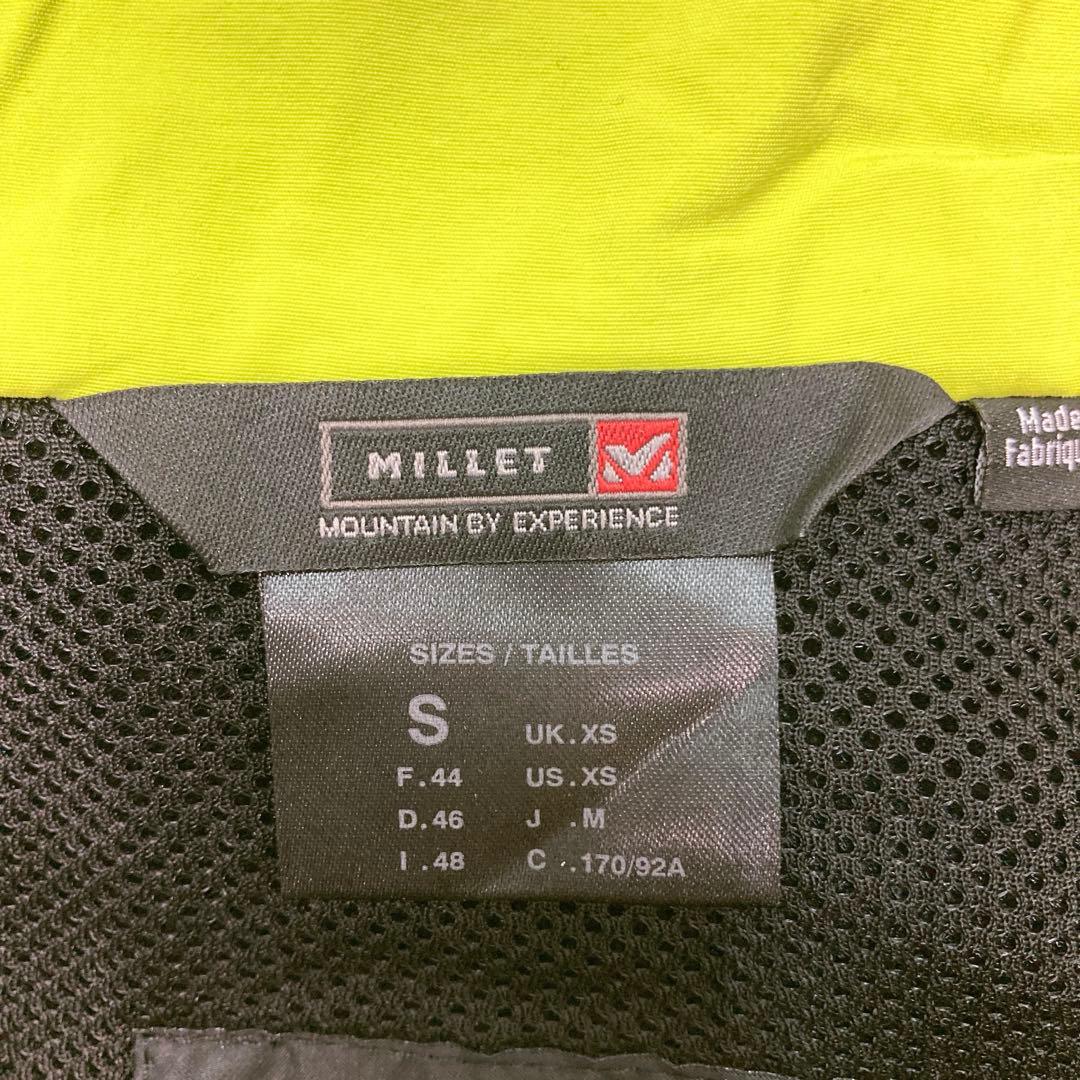 MILLET
MOUNTAIN BY EXPERIENCE
Made
Fabriqu
SIZES / TAILLES
S UK.XS
F.44 US.XS
D.46 J .M
I .48 C .170/92A